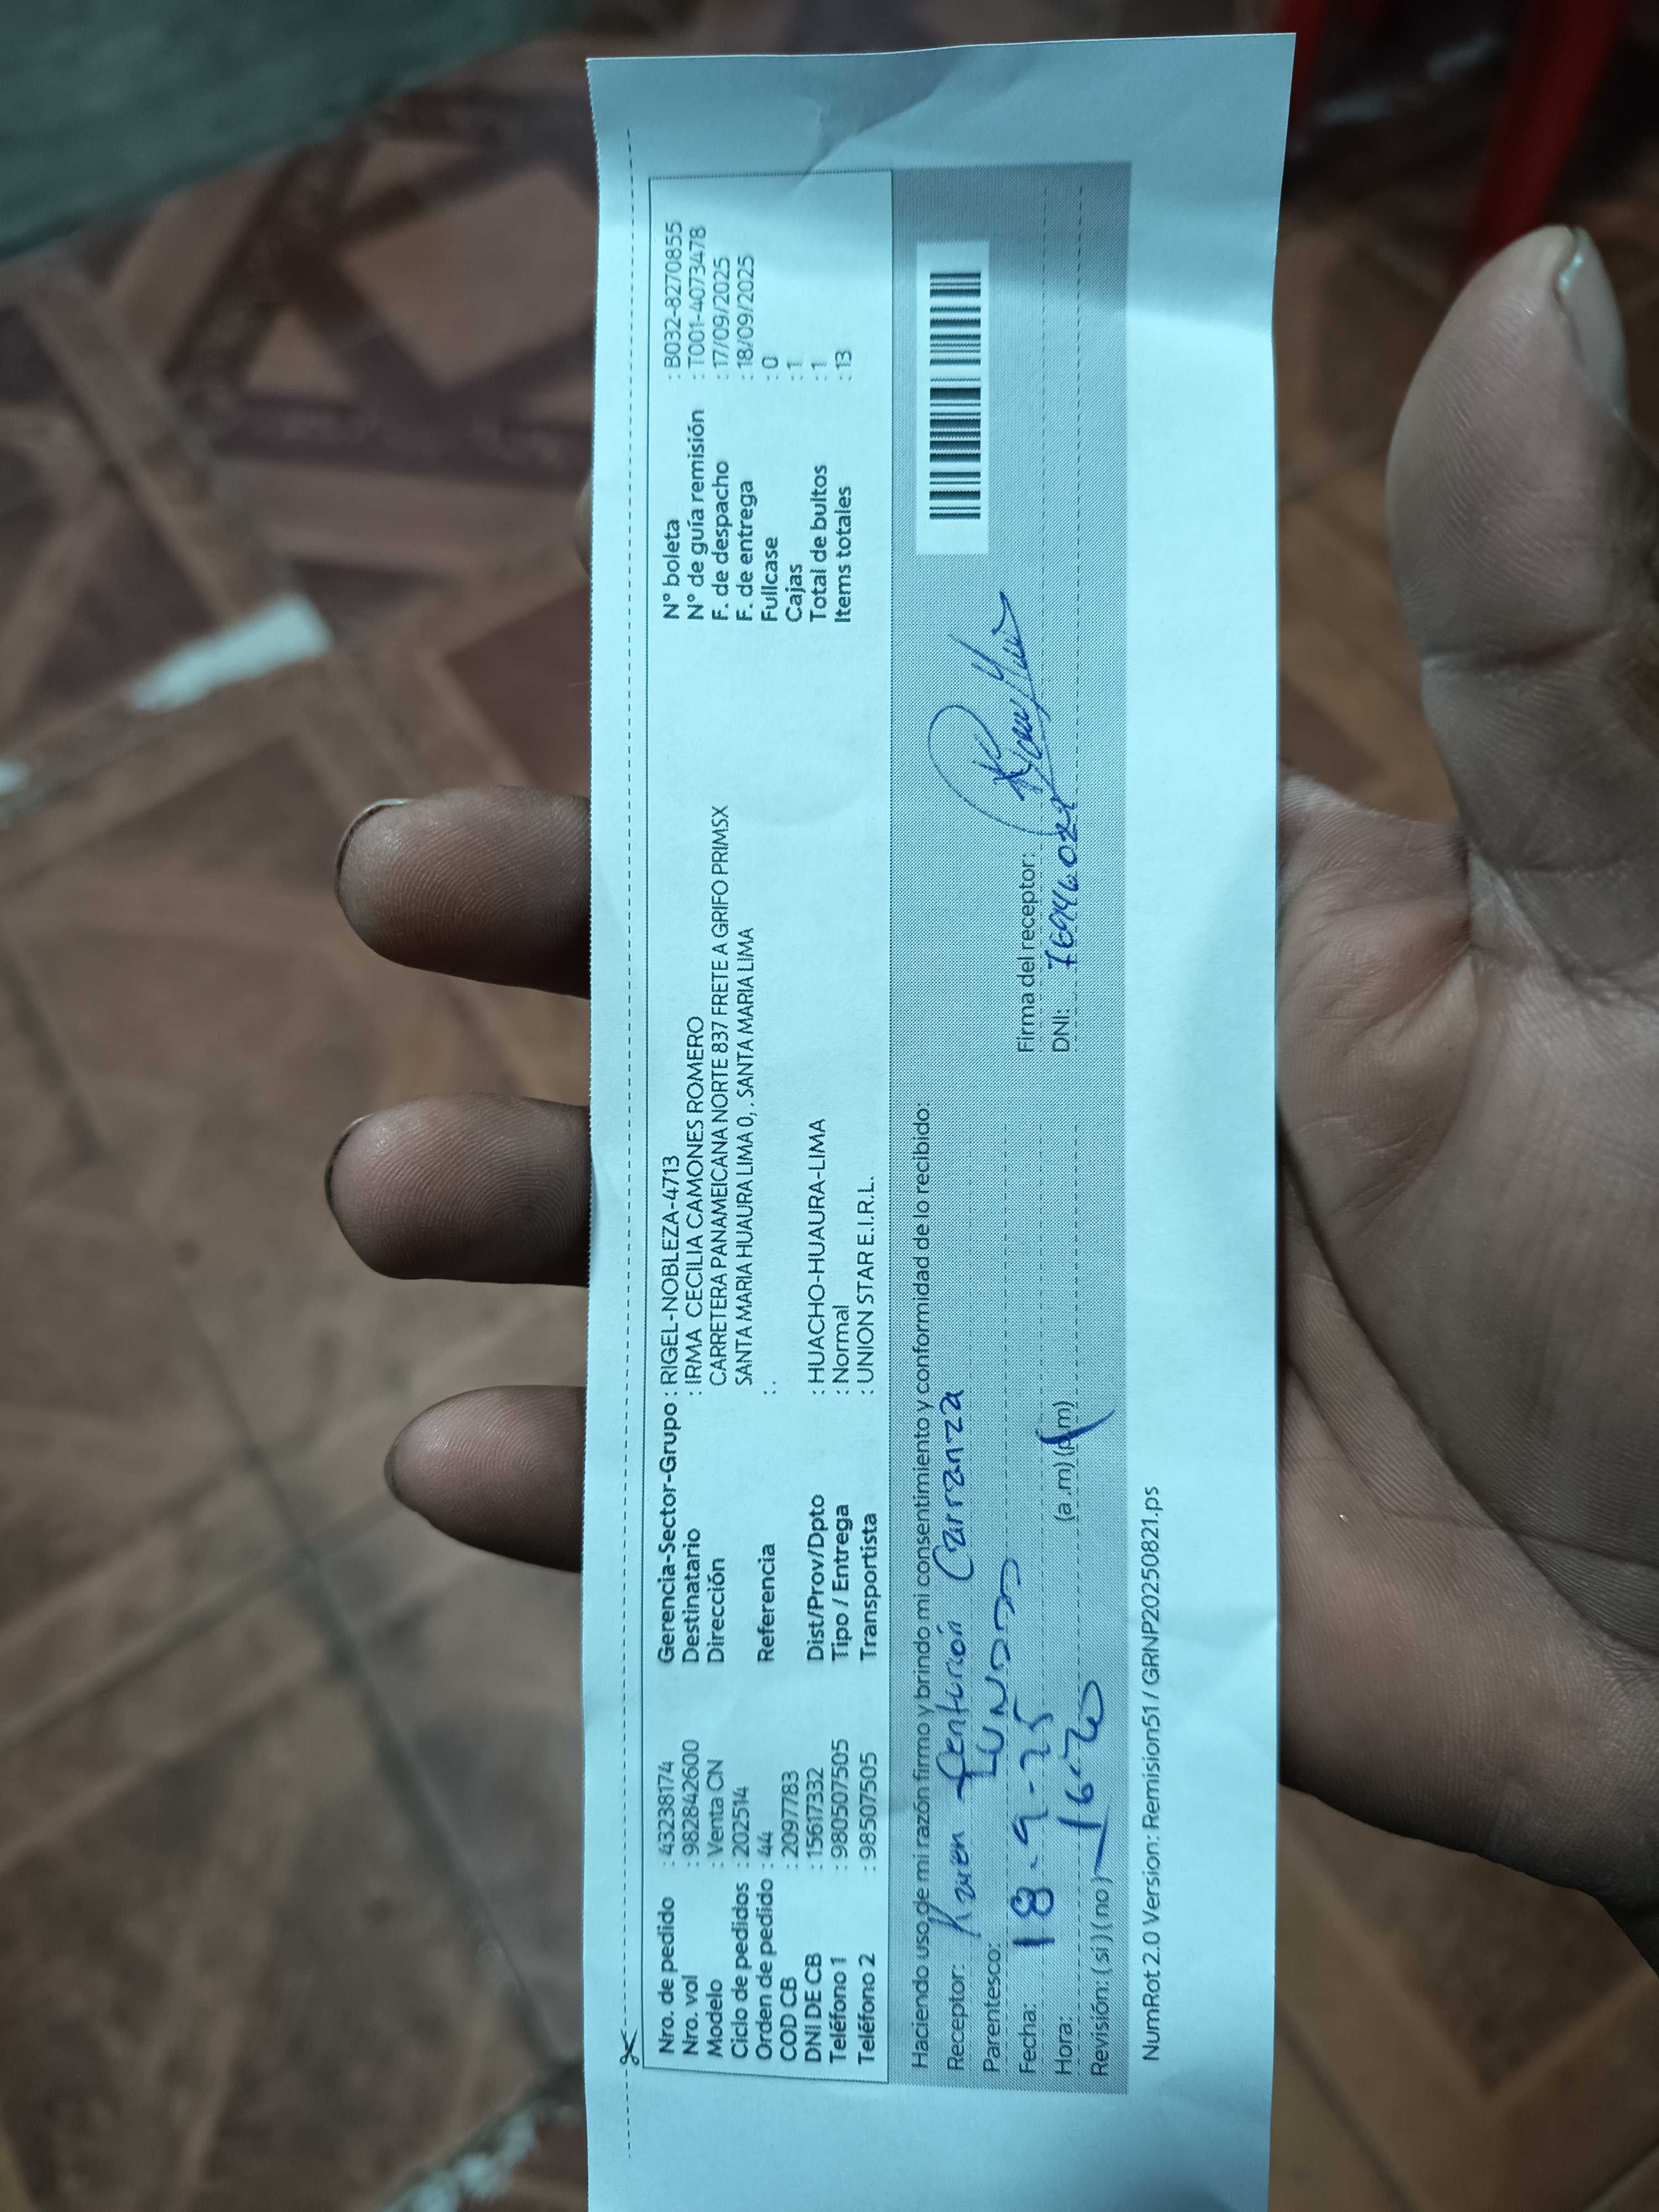 Nro. de pedido : 43238174
Nro. vol : 982842600
Modelo : Venta CN
Ciclo de pedidos : 202514
Orden de pedido : 44
COD CB : 2097783
DNI DE CB : 15617332
Teléfono 1 : 980507505
Teléfono 2 : 98507505
Gerencia-Sector-Grupo : RIGEL-NOBLEZA-4713
Destinatario : IRMA CECILIA CAMONES ROMERO
Dirección CARRETERA PANAMEICANA NORTE 837 FRETE A GRIFO PRIMSX
SANTA MARIA HUAURA LIMA 0, . SANTA MARIA LIMA
Referencia : .
Dist/Prov/Dpto : HUACHO-HUAURA-LIMA
Tipo / Entrega : Normal
Transportista : UNION STAR E.I.R.L.
N° boleta : B032-8270855
N° de guía remisión : T001-40734​78
F. de despacho : 17/09/2025
F. de entrega : 18/09/2025
Fullcase : 0
Cajas : 1
Total de bultos : 1
Items totales : 13
Haciendo uso de mi razón firmo y brindo mi consentimiento y conformidad de lo recibido:
Receptor: Karen Carranza
Parentesco:
Fecha: 18-9-25
Hora: 16:20 (a .m) (p.m)
Revisión: ( sí ) ( no )
Firma del receptor:
DNI:
NumRot 2.0 Version: Remision51 / GRNP20250821.ps